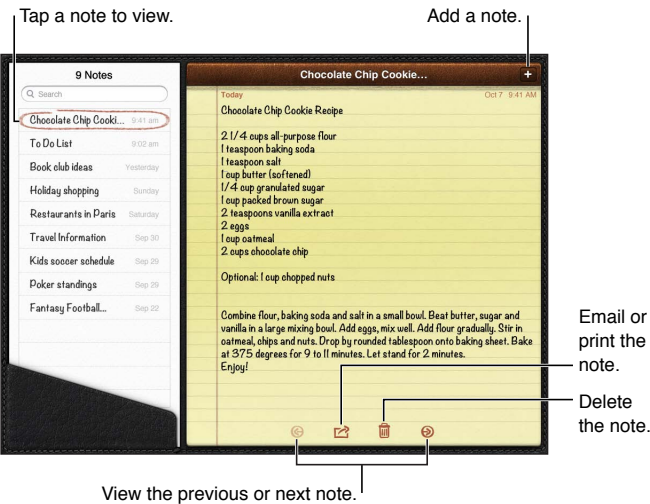 Tap a note to view.
Add a note.
9 Notes
Search
Chocolate Chip Cooki... 9:41 am
To Do List 9:02 am
Book club ideas Yesterday
Holiday shopping Sunday
Restaurants in Paris Saturday
Travel Information Sep 30
Kids soccer schedule Sep 29
Poker standings Sep 29
Fantasy Football... Sep 22
Chocolate Chip Cookie...
+
Today Oct 7 9:41 AM
Chocolate Chip Cookie Recipe
2 1/4 cups all-purpose flour
1 teaspoon baking soda
1 teaspoon salt
1 cup butter (softened)
1/4 cup granulated sugar
1 cup packed brown sugar
2 teaspoons vanilla extract
2 eggs
1 cup oatmeal
2 cups chocolate chip
Optional: 1 cup chopped nuts
Combine flour, baking soda and salt in a small bowl. Beat butter, sugar and
vanilla in a large mixing bowl. Add eggs, mix well. Add flour gradually. Stir in
oatmeal, chips and nuts. Drop by rounded tablespoon onto baking sheet. Bake
at 375 degrees for 9 to 11 minutes. Let stand for 2 minutes.
Enjoy!
Email or
print the
note.
Delete
the note.
View the previous or next note.